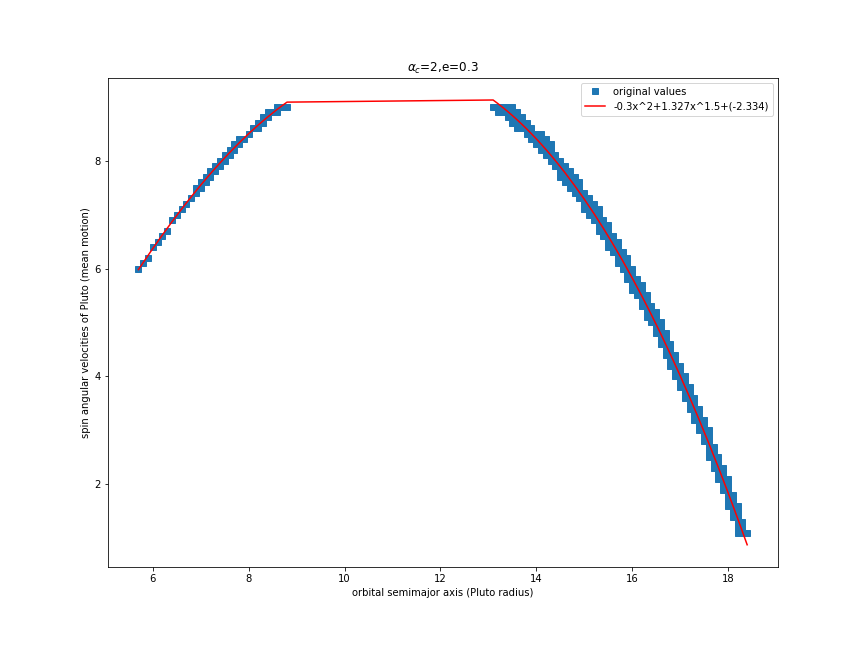 α_c=2,e=0.3
original values
-0.3x^2+1.327x^1.5+(-2.334)
8
6
4
2
spin angular velocities of Pluto (mean motion)
6 8 10 12 14 16 18
orbital semimajor axis (Pluto radius)